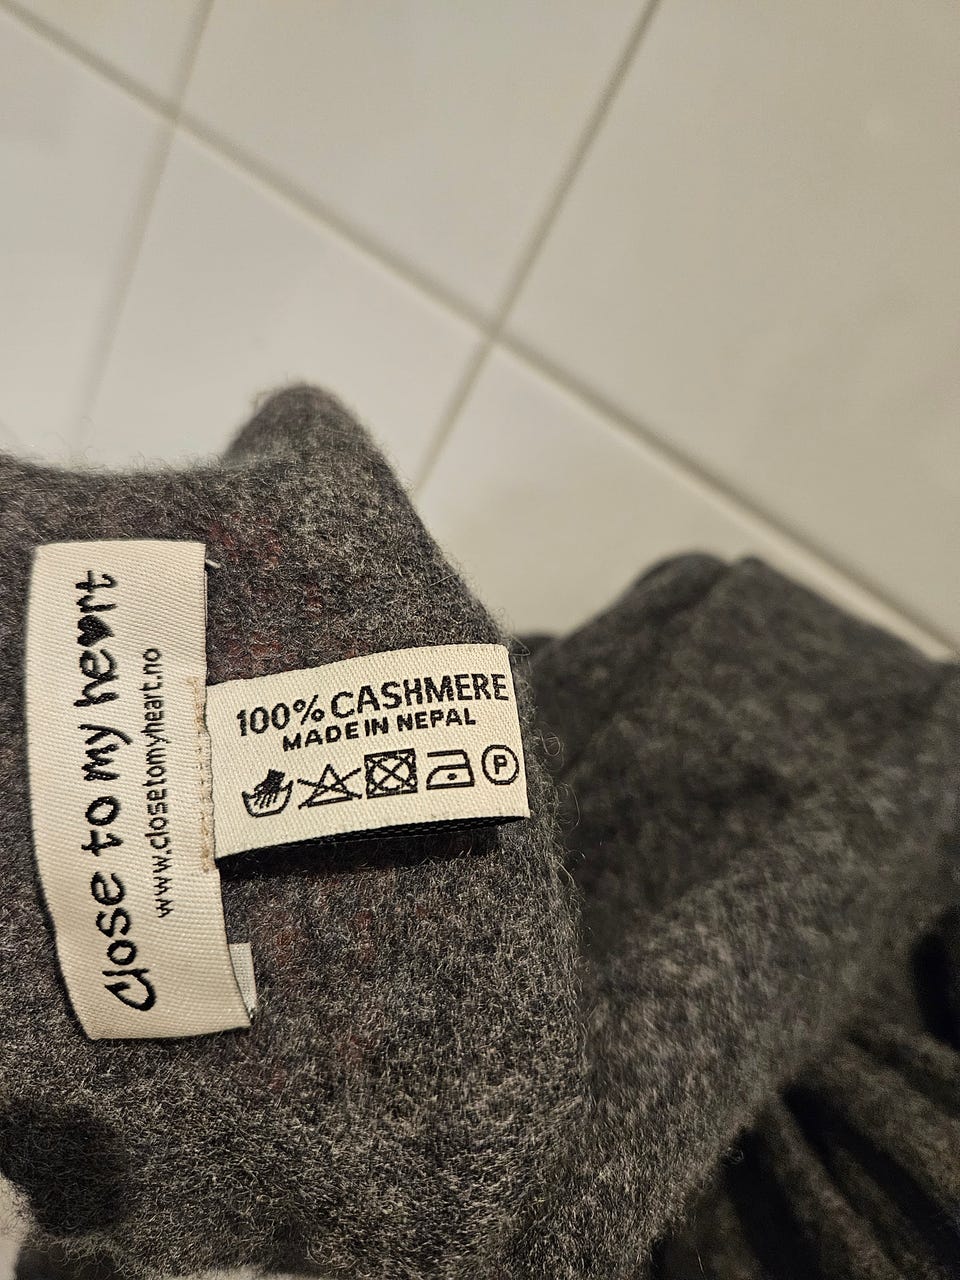 Close to my heart
www.closetomyheart.no
100% CASHMERE
MADE IN NEPAL
P